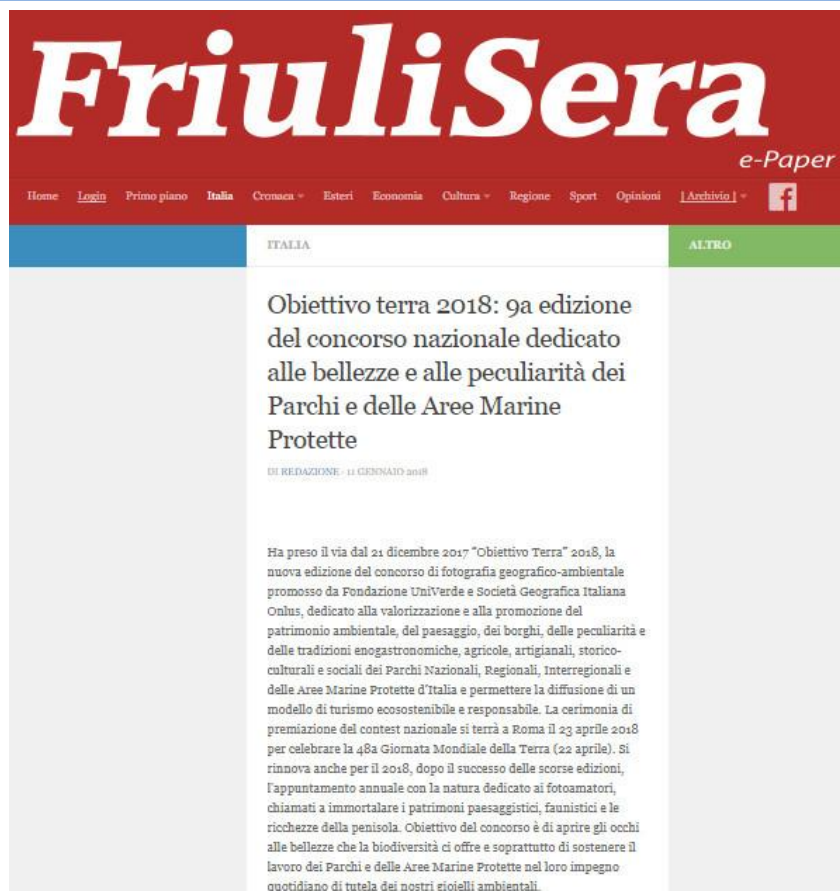 FriuliSera
e-Paper
Home Login Primo piano Italia Cronaca Esteri Economia Cultura Regione Sport Opinioni | Archivio | f
ITALIA
ALTRO
Obiettivo terra 2018: 9a edizione
del concorso nazionale dedicato
alle bellezze e alle peculiarità dei
Parchi e delle Aree Marine
Protette
DI REDAZIONE · 11 GENNAIO 2018
Ha preso il via dal 21 dicembre 2017 "Obiettivo Terra" 2018, la
nuova edizione del concorso di fotografia geografico-ambientale
promosso da Fondazione UniVerde e Società Geografica Italiana
Onlus, dedicato alla valorizzazione e alla promozione del
patrimonio ambientale, del paesaggio, dei borghi, delle peculiarità e
delle tradizioni enogastronomiche, agricole, artigianali, storico-
culturali e sociali dei Parchi Nazionali, Regionali, Interregionali e
delle Aree Marine Protette d'Italia e permettere la diffusione di un
modello di turismo ecosostenibile e responsabile. La cerimonia di
premiazione del contest nazionale si terrà a Roma il 23 aprile 2018
per celebrare la 48a Giornata Mondiale della Terra (22 aprile). Si
rinnova anche per il 2018, dopo il successo delle scorse edizioni,
l'appuntamento annuale con la natura dedicato ai fotoamatori,
chiamati a immortalare i patrimoni paesaggistici, faunistici e le
ricchezze della penisola. Obiettivo del concorso è di aprire gli occhi
alle bellezze che la biodiversità ci offre e soprattutto di sostenere il
lavoro dei Parchi e delle Aree Marine Protette nel loro impegno
quotidiano di tutela dei nostri gioielli ambientali.